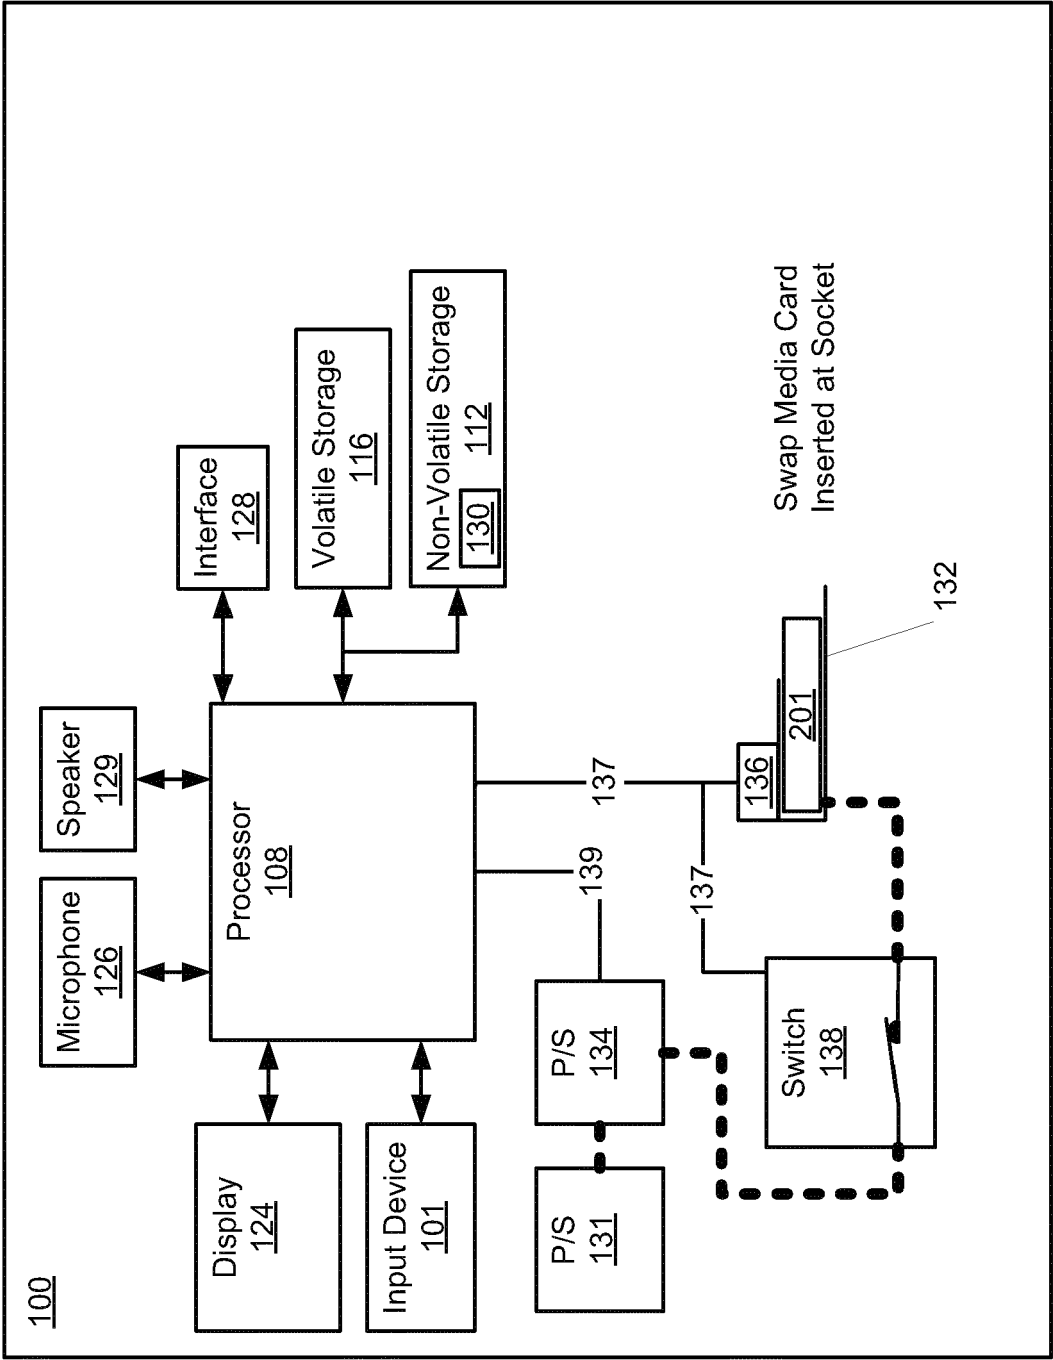 100
Display
124
Input Device
101
Microphone
126
Speaker
129
Processor
108
Interface
128
Volatile Storage
116
Non-Volatile Storage
112
130
P/S
131
P/S
134
139
137
137
Switch
138
136
201
132
Swap Media Card
Inserted at Socket